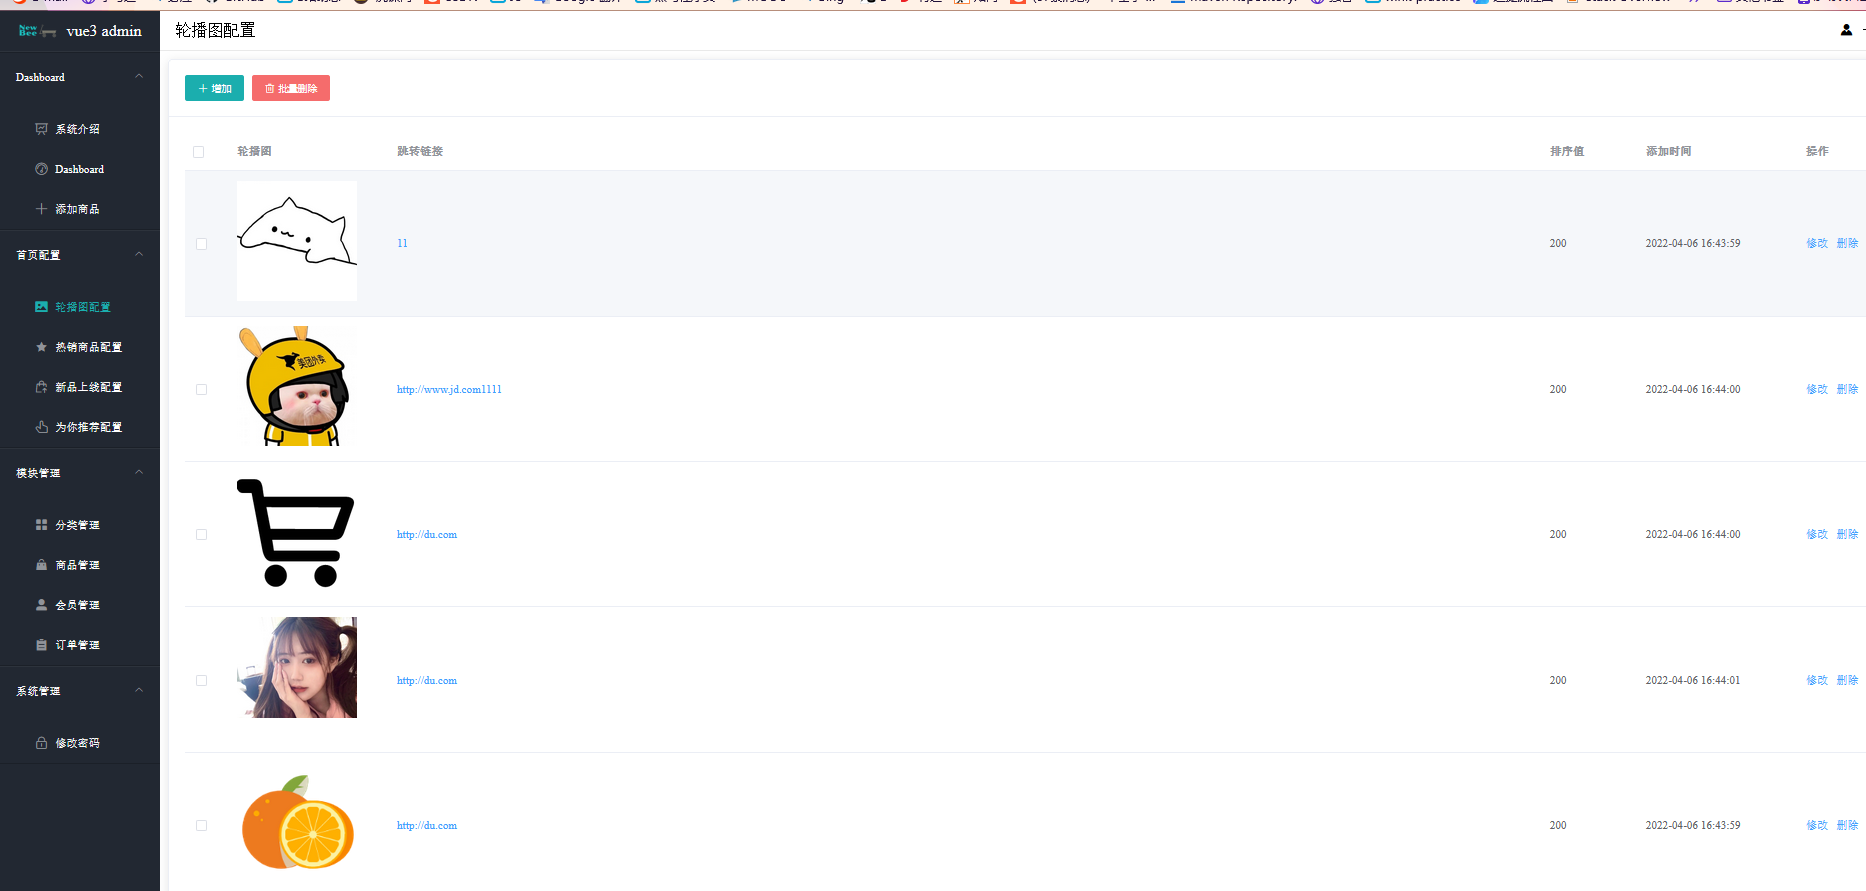 New Bee vue3 admin
轮播图配置
Dashboard
系统介绍
Dashboard
添加商品
首页配置
轮播图配置
热销商品配置
新品上线配置
为你推荐配置
模块管理
分类管理
商品管理
会员管理
订单管理
系统管理
修改密码
增加 批量删除
轮播图 跳转链接 排序值 添加时间 操作
11 200 2022-04-06 16:43:59 修改 删除
美团外卖
http://www.jd.com1111 200 2022-04-06 16:44:00 修改 删除
http://du.com 200 2022-04-06 16:44:00 修改 删除
http://du.com 200 2022-04-06 16:44:01 修改 删除
http://du.com 200 2022-04-06 16:43:59 修改 删除